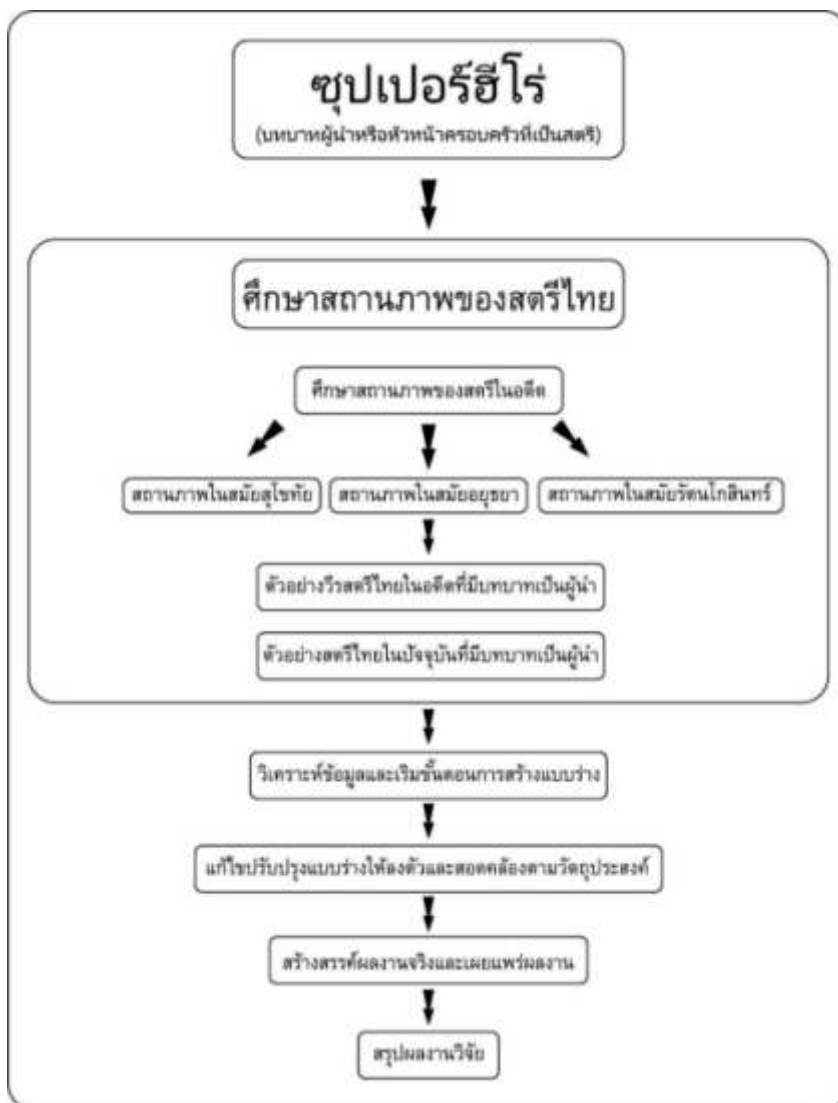 ซุปเปอร์ฮีโร่
(บทบาทผู้นำหรือหัวหน้าครอบครัวที่เป็นสตรี)
ศึกษาสถานภาพของสตรีไทย
ศึกษาสถานภาพของสตรีในอดีต
สถานภาพในสมัยสุโขทัย
สถานภาพในสมัยอยุธยา
สถานภาพในสมัยรัตนโกสินทร์
ตัวอย่างวีรสตรีไทยในอดีตที่มีบทบาทเป็นผู้นำ
ตัวอย่างสตรีไทยในปัจจุบันที่มีบทบาทเป็นผู้นำ
วิเคราะห์ข้อมูลและเริ่มขั้นตอนการสร้างแบบร่าง
แก้ไขปรับปรุงแบบร่างให้ลงตัวและสอดคล้องตามวัตถุประสงค์
สร้างสรรค์ผลงานจริงและเผยแพร่ผลงาน
สรุปผลงานวิจัย